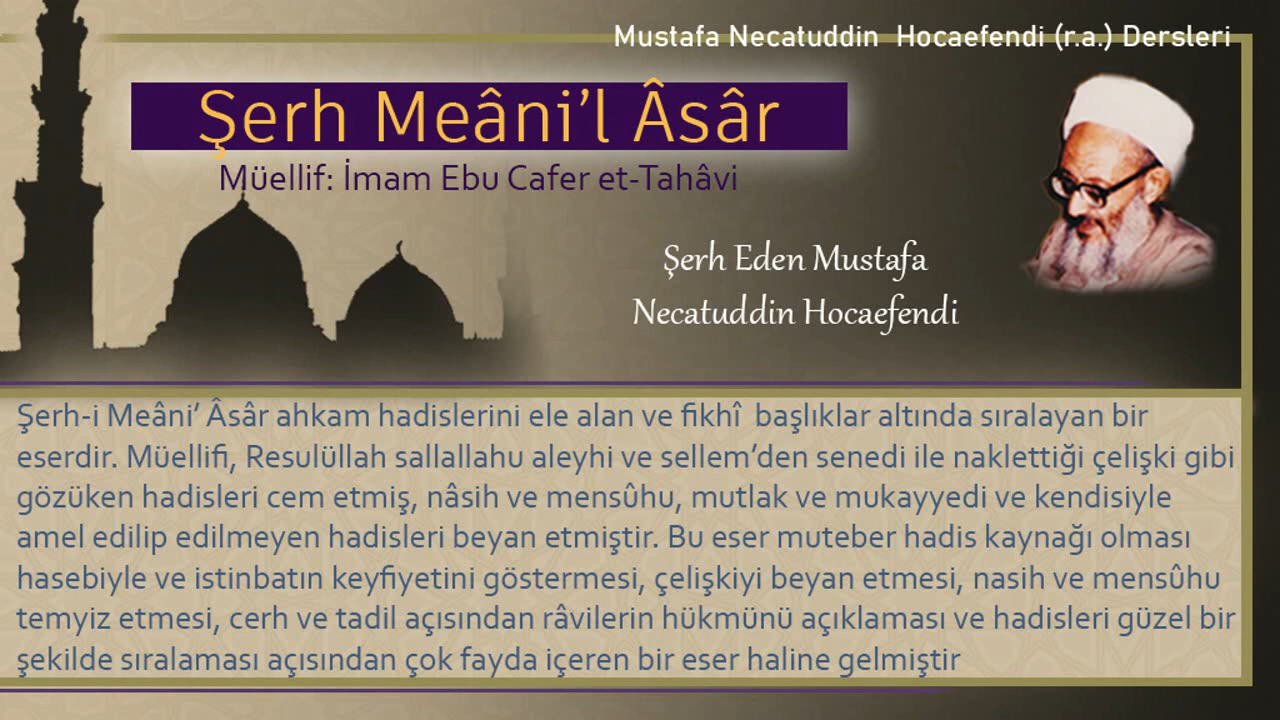 Mustafa Necatuddin Hocaefendi (r.a.) Dersleri
Şerh Meâni’l Âsâr
Müellif: İmam Ebu Cafer et-Tahâvi
Şerh Eden Mustafa
Necatuddin Hocaefendi
Şerh-i Meâni’ Âsâr ahkam hadislerini ele alan ve fikhî başlıklar altında sıralayan bir
eserdir. Müellifi, Resulüllah sallallahu aleyhi ve sellem’den senedi ile naklettiği çelişki gibi
gözüken hadisleri cem etmiş, nâsih ve mensûhu, mutlak ve mukayyedi ve kendisiyle
amel edilip edilmeyen hadisleri beyan etmiştir. Bu eser muteber hadis kaynağı olması
hasebiyle ve istinbatın keyfiyetini göstermesi, çelişkiyi beyan etmesi, nasih ve mensûhu
temyiz etmesi, cerh ve tadil açısından râvilerin hükmünü açıklaması ve hadisleri güzel bir
şekilde sıralaması açısından çok fayda içeren bir eser haline gelmiştir